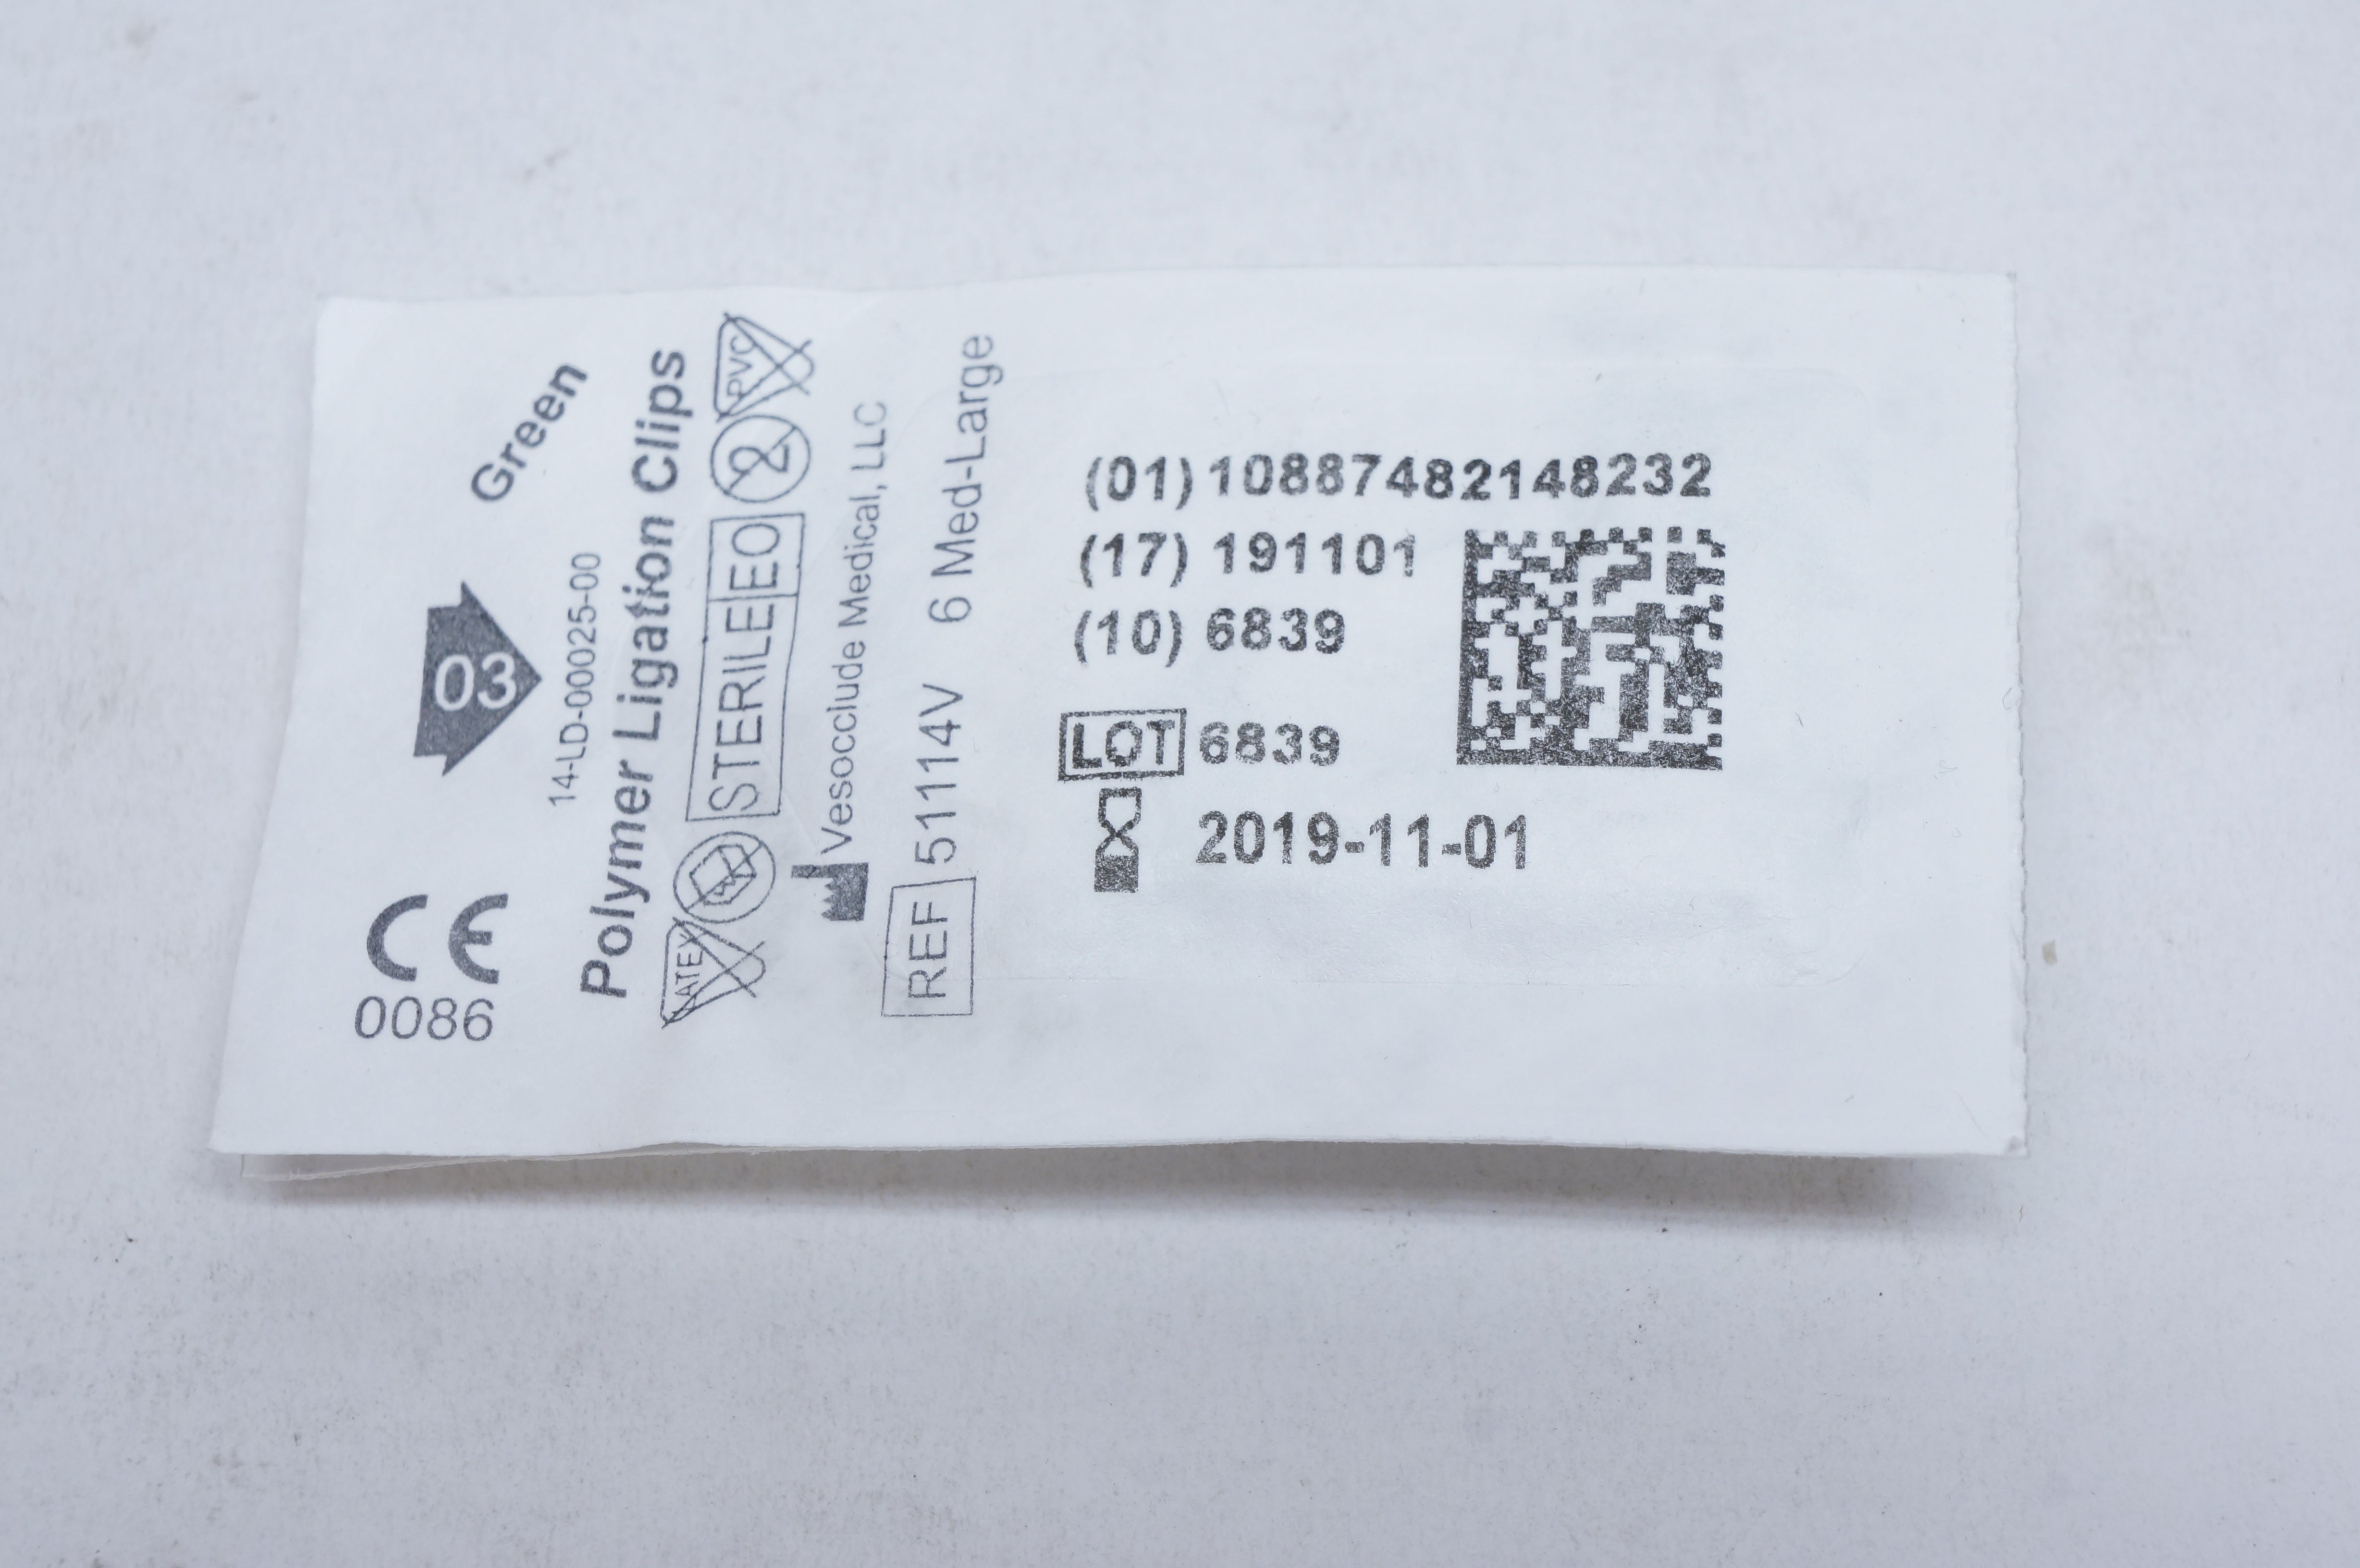 Green
03
14-LD-00025-00
Polymer Ligation Clips
LATEX STERILE EO 2 PVC
Vesocclude Medical, LLC
REF 51114V 6 Med-Large
CE
0086
(01) 10887482148232
(17) 191101
(10) 6839
LOT 6839
2019-11-01